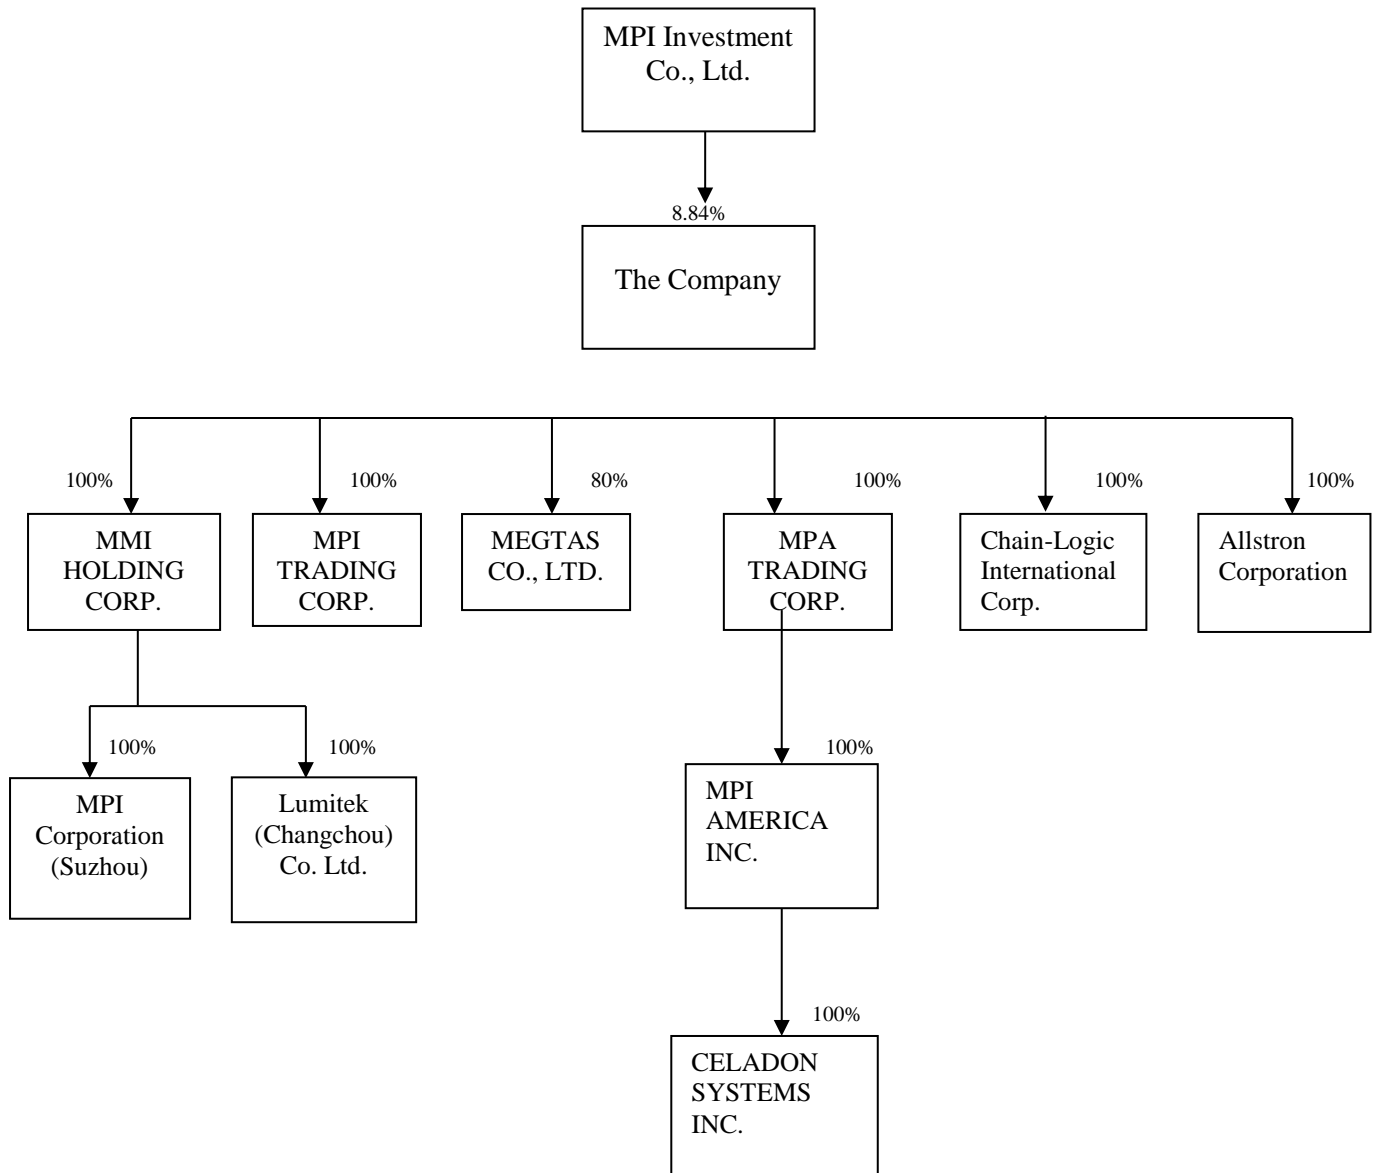 MPI Investment
Co., Ltd.
8.84%
The Company
100%
100%
80%
100%
100%
100%
MMI
HOLDING
CORP.
MPI
TRADING
CORP.
MEGTAS
CO., LTD.
MPA
TRADING
CORP.
Chain-Logic
International
Corp.
Allstron
Corporation
100%
100%
100%
MPI
Corporation
(Suzhou)
Lumitek
(Changchou)
Co. Ltd.
MPI
AMERICA
INC.
100%
CELADON
SYSTEMS
INC.